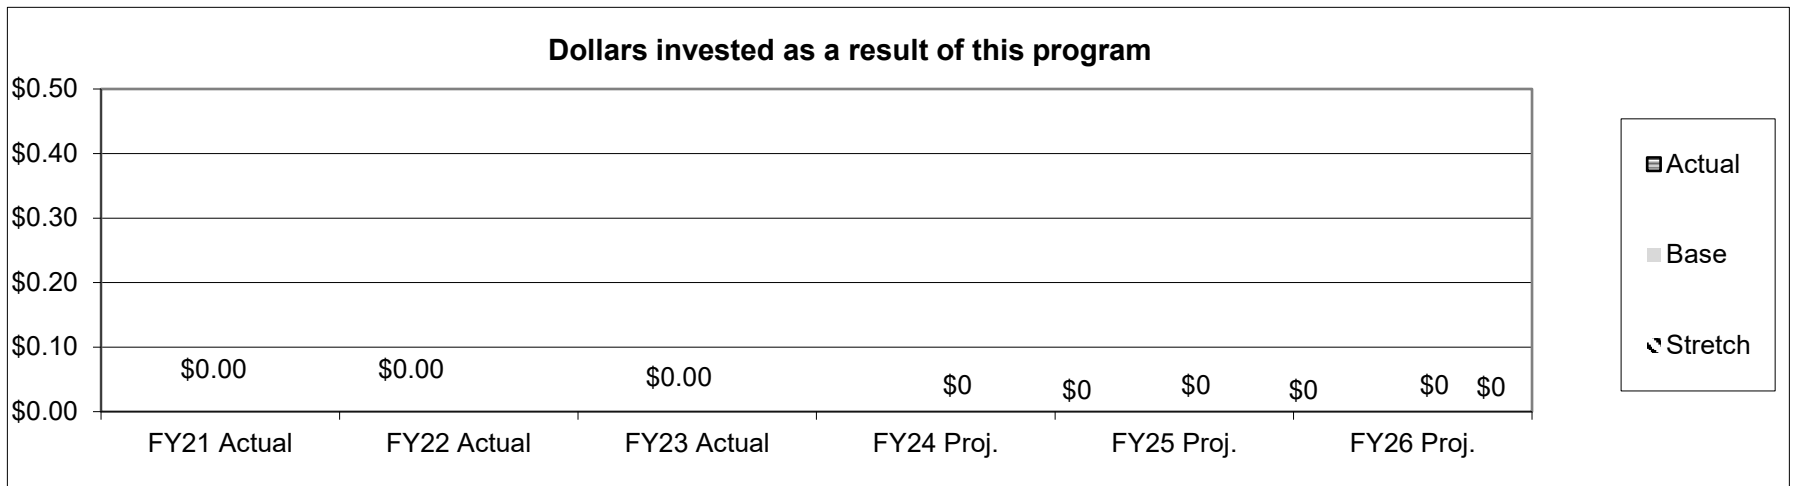 Dollars invested as a result of this program
$0.50
$0.40
$0.30
$0.20
$0.10
$0.00
$0.00
$0.00
$0.00
$0
$0
$0
$0
$0
$0
FY21 Actual
FY22 Actual
FY23 Actual
FY24 Proj.
FY25 Proj.
FY26 Proj.
Actual
Base
Stretch